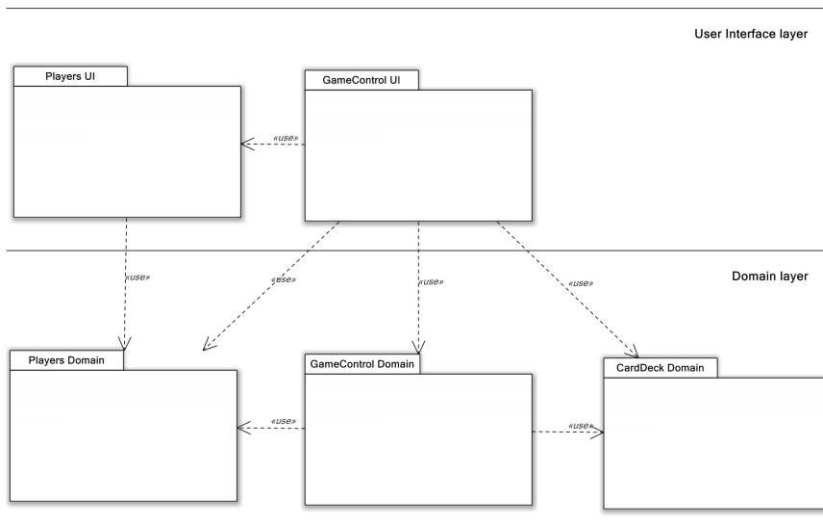 User Interface layer
Players UI
GameControl UI
«use»
Domain layer
«use»
«use»
«use»
«use»
Players Domain
GameControl Domain
CardDeck Domain
«use»
«use»